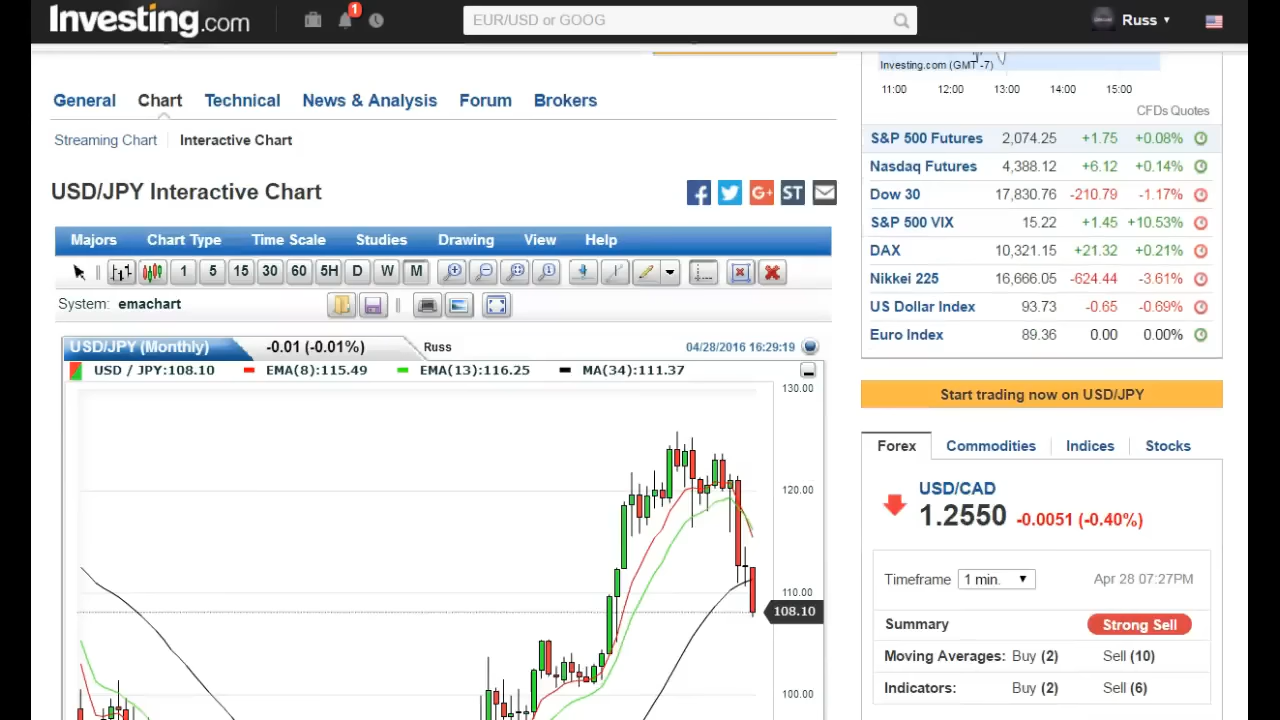 Investing.com
1
EUR/USD or GOOG
Russ
General Chart Technical News & Analysis Forum Brokers
Streaming Chart Interactive Chart
USD/JPY Interactive Chart
G+ ST
Majors Chart Type Time Scale Studies Drawing View Help
1 5 15 30 60 5H D W M
System: emachart
USD/JPY (Monthly) -0.01 (-0.01%) Russ 04/28/2016 16:29:19
USD / JPY:108.10 EMA(8):115.49 EMA(13):116.25 MA(34):111.37
130.00
120.00
110.00
108.10
100.00
Investing.com (GMT -7)
11:00 12:00 13:00 14:00 15:00
CFDs Quotes
S&P 500 Futures 2,074.25 +1.75 +0.08%
Nasdaq Futures 4,388.12 +6.12 +0.14%
Dow 30 17,830.76 -210.79 -1.17%
S&P 500 VIX 15.22 +1.45 +10.53%
DAX 10,321.15 +21.32 +0.21%
Nikkei 225 16,666.05 -624.44 -3.61%
US Dollar Index 93.73 -0.65 -0.69%
Euro Index 89.36 0.00 0.00%
Start trading now on USD/JPY
Forex Commodities Indices Stocks
USD/CAD
1.2550 -0.0051 (-0.40%)
Timeframe 1 min. Apr 28 07:27PM
Summary Strong Sell
Moving Averages: Buy (2) Sell (10)
Indicators: Buy (2) Sell (6)